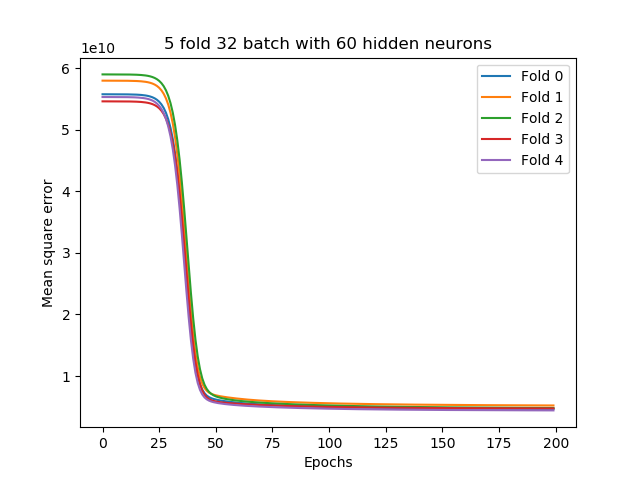 5 fold 32 batch with 60 hidden neurons
1e10
6
5
4
3
2
1
Mean square error
Fold 0
Fold 1
Fold 2
Fold 3
Fold 4
0 25 50 75 100 125 150 175 200
Epochs